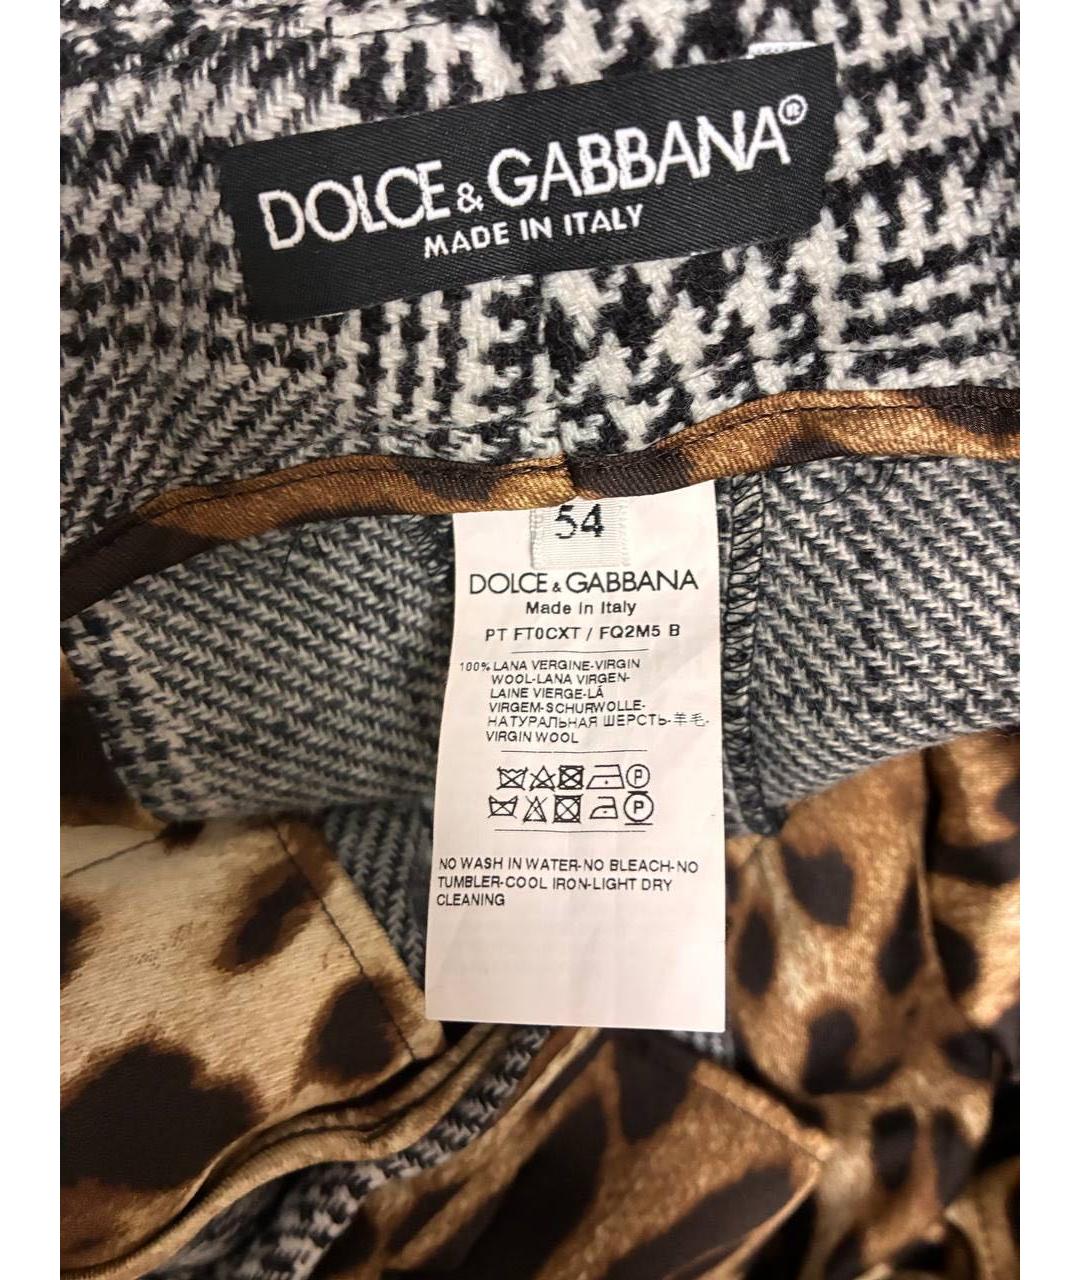 DOLCE & GABBANA®
MADE IN ITALY
54
DOLCE & GABBANA
Made in Italy
PT FT0CXT / FQ2M5 B
100% LANA VERGINE-VIRGIN
WOOL-LANA VIRGEN-
LAINE VIERGE-LÃ
VIRGEM-SCHURWOLLE-
НАТУРАЛЬНАЯ ШЕРСТЬ-羊毛-
VIRGIN WOOL
P
P
NO WASH IN WATER-NO BLEACH-NO
TUMBLER-COOL IRON-LIGHT DRY
CLEANING